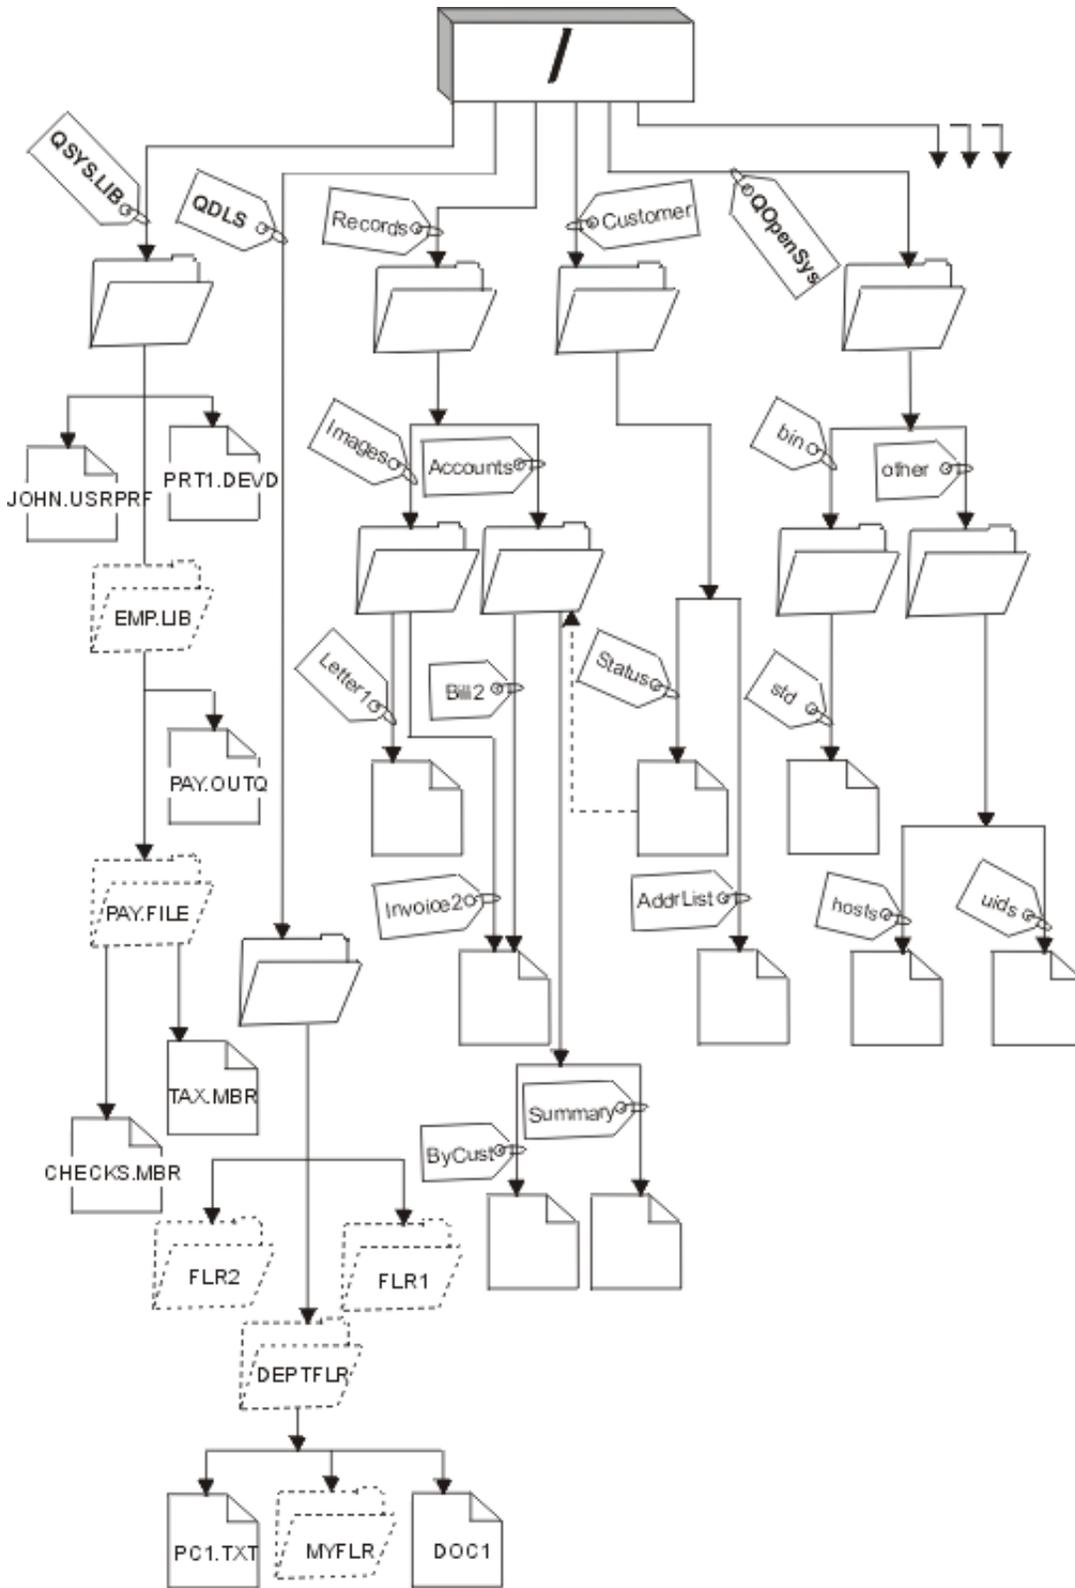 /
QSYS.LIB
QDLS
Records
Customer
QOpenSys
Images
Accounts
bin
other
JOHN.USRPRF
PRT1.DEVD
EMP.LIB
Letter1
Bill2
Status
std
PAY.OUTQ
PAY.FILE
Invoice2
AddrList
hosts
uids
TAX.MBR
CHECKS.MBR
Summary
ByCust
FLR2
FLR1
DEPTFLR
PC1.TXT
MYFLR
DOC1